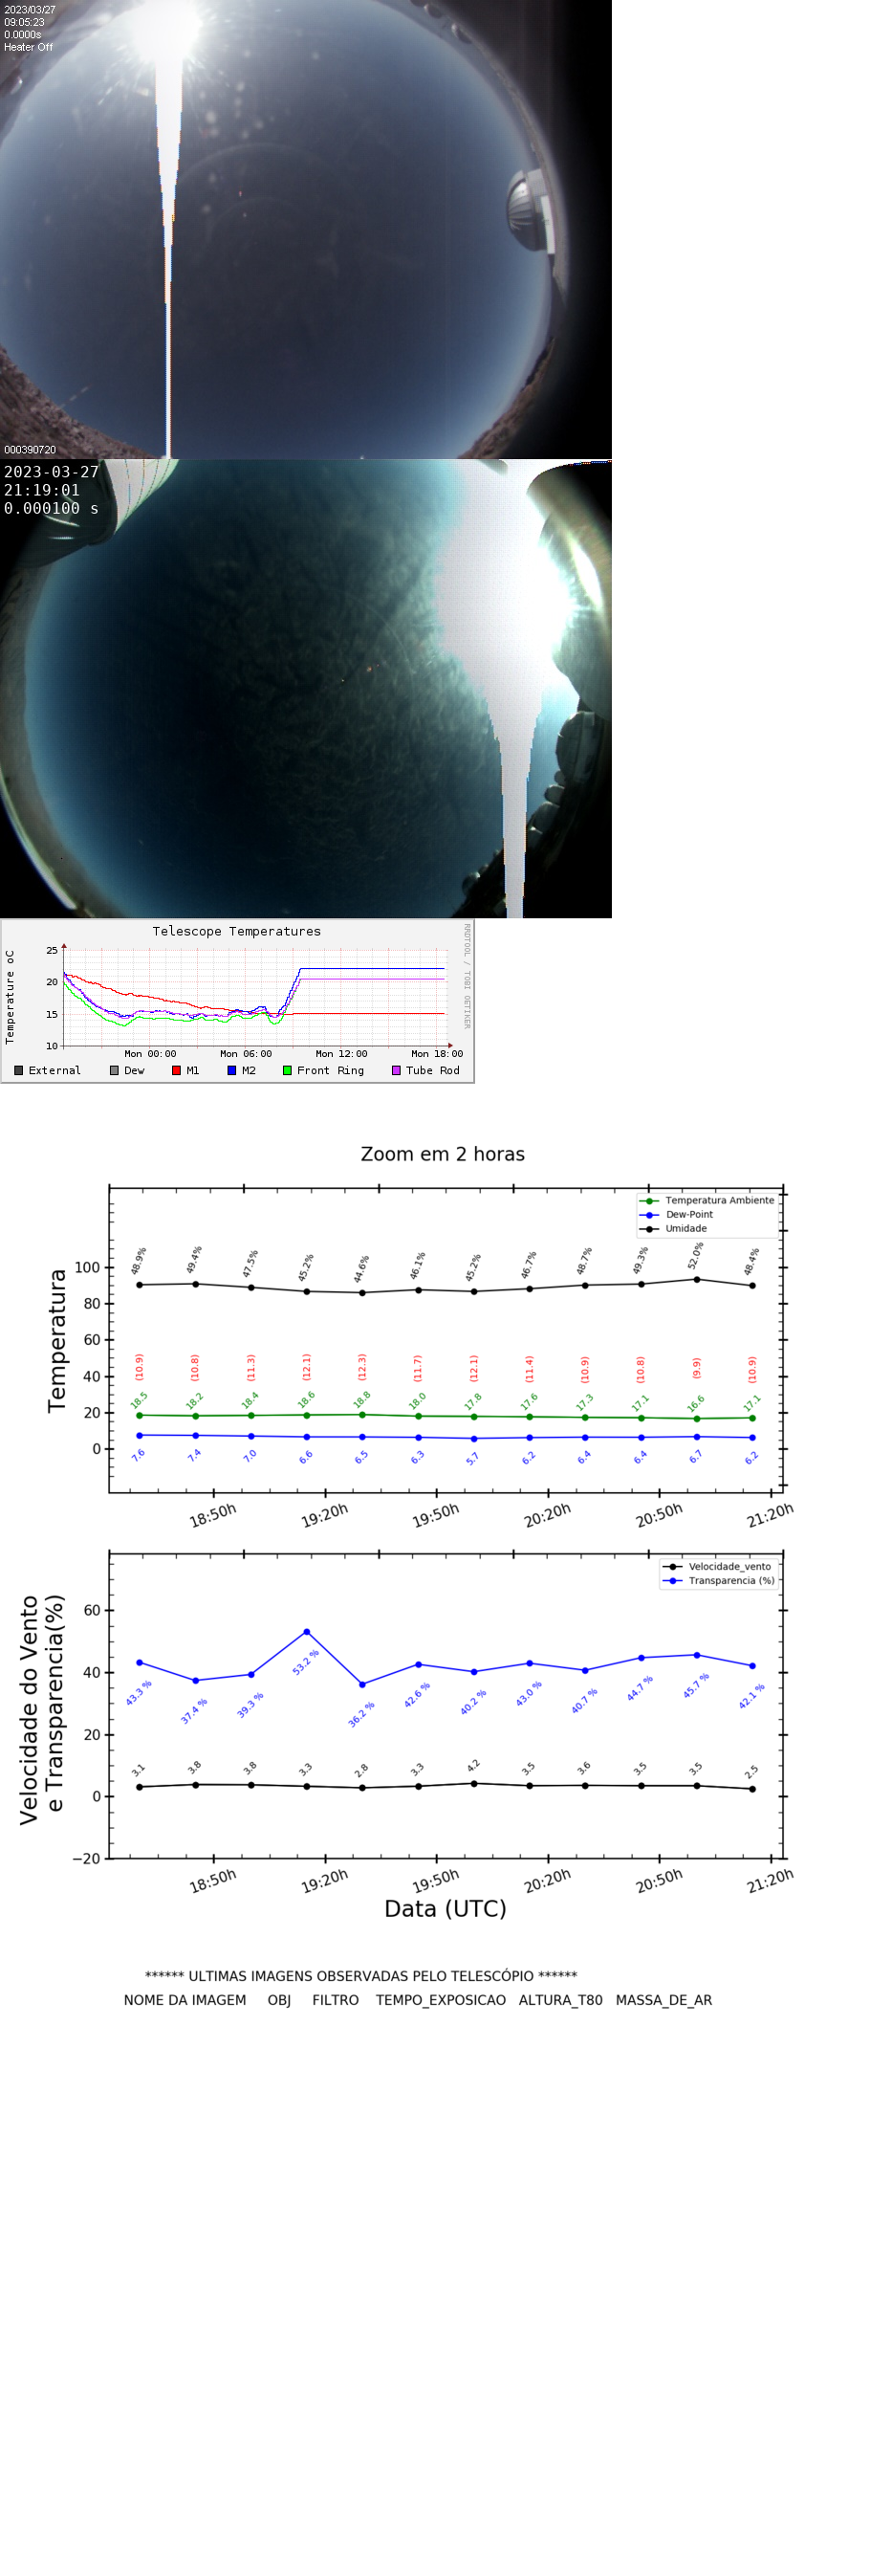 2023/03/27
09:05:23
0.0000s
Heater Off
000390720
2023-03-27
21:19:01
0.000100 s
Telescope Temperatures
RRDTOOL / TOBI OETIKER
Temperature oC
25
20
15
10
Mon 00:00 Mon 06:00 Mon 12:00 Mon 18:00
External Dew M1 M2 Front Ring Tube Rod
Zoom em 2 horas
Temperatura Ambiente
Dew-Point
Umidade
Temperatura
100
80
60
40
20
0
48.9% 49.4% 47.5% 45.2% 44.6% 46.1% 45.2% 46.7% 48.7% 49.3% 52.0% 48.4%
(10.9) (10.8) (11.3) (12.1) (12.3) (11.7) (12.1) (11.4) (10.9) (10.8) (9.9) (10.9)
18.5 18.2 18.4 18.6 18.8 18.0 17.8 17.6 17.3 17.1 16.6 17.1
7.6 7.4 7.0 6.6 6.5 6.3 5.7 6.2 6.4 6.4 6.7 6.2
18:50h 19:20h 19:50h 20:20h 20:50h 21:20h
Velocidade_vento
Transparencia (%)
Velocidade do Vento
e Transparencia(%)
60
40
20
0
−20
43.3 % 37.4 % 39.3 % 53.2 % 36.2 % 42.6 % 40.2 % 43.0 % 40.7 % 44.7 % 45.7 % 42.1 %
3.1 3.8 3.8 3.3 2.8 3.3 4.2 3.5 3.6 3.5 3.5 2.5
18:50h 19:20h 19:50h 20:20h 20:50h 21:20h
Data (UTC)
****** ULTIMAS IMAGENS OBSERVADAS PELO TELESCÓPIO ******
NOME DA IMAGEM OBJ FILTRO TEMPO_EXPOSICAO ALTURA_T80 MASSA_DE_AR